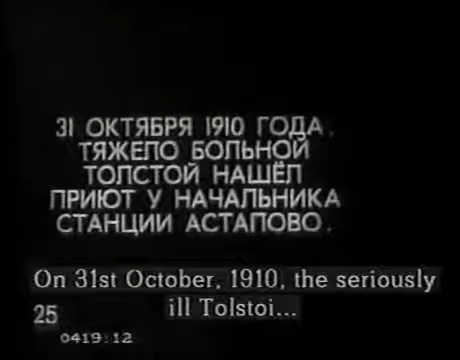 31 ОКТЯБРЯ 1910 ГОДА.
ТЯЖЕЛО БОЛЬНОЙ
ТОЛСТОЙ НАШЁЛ
ПРИЮТ У НАЧАЛЬНИКА
СТАНЦИИ АСТАПОВО.
On 31st October, 1910, the seriously
ill Tolstoi...
25
0419:12